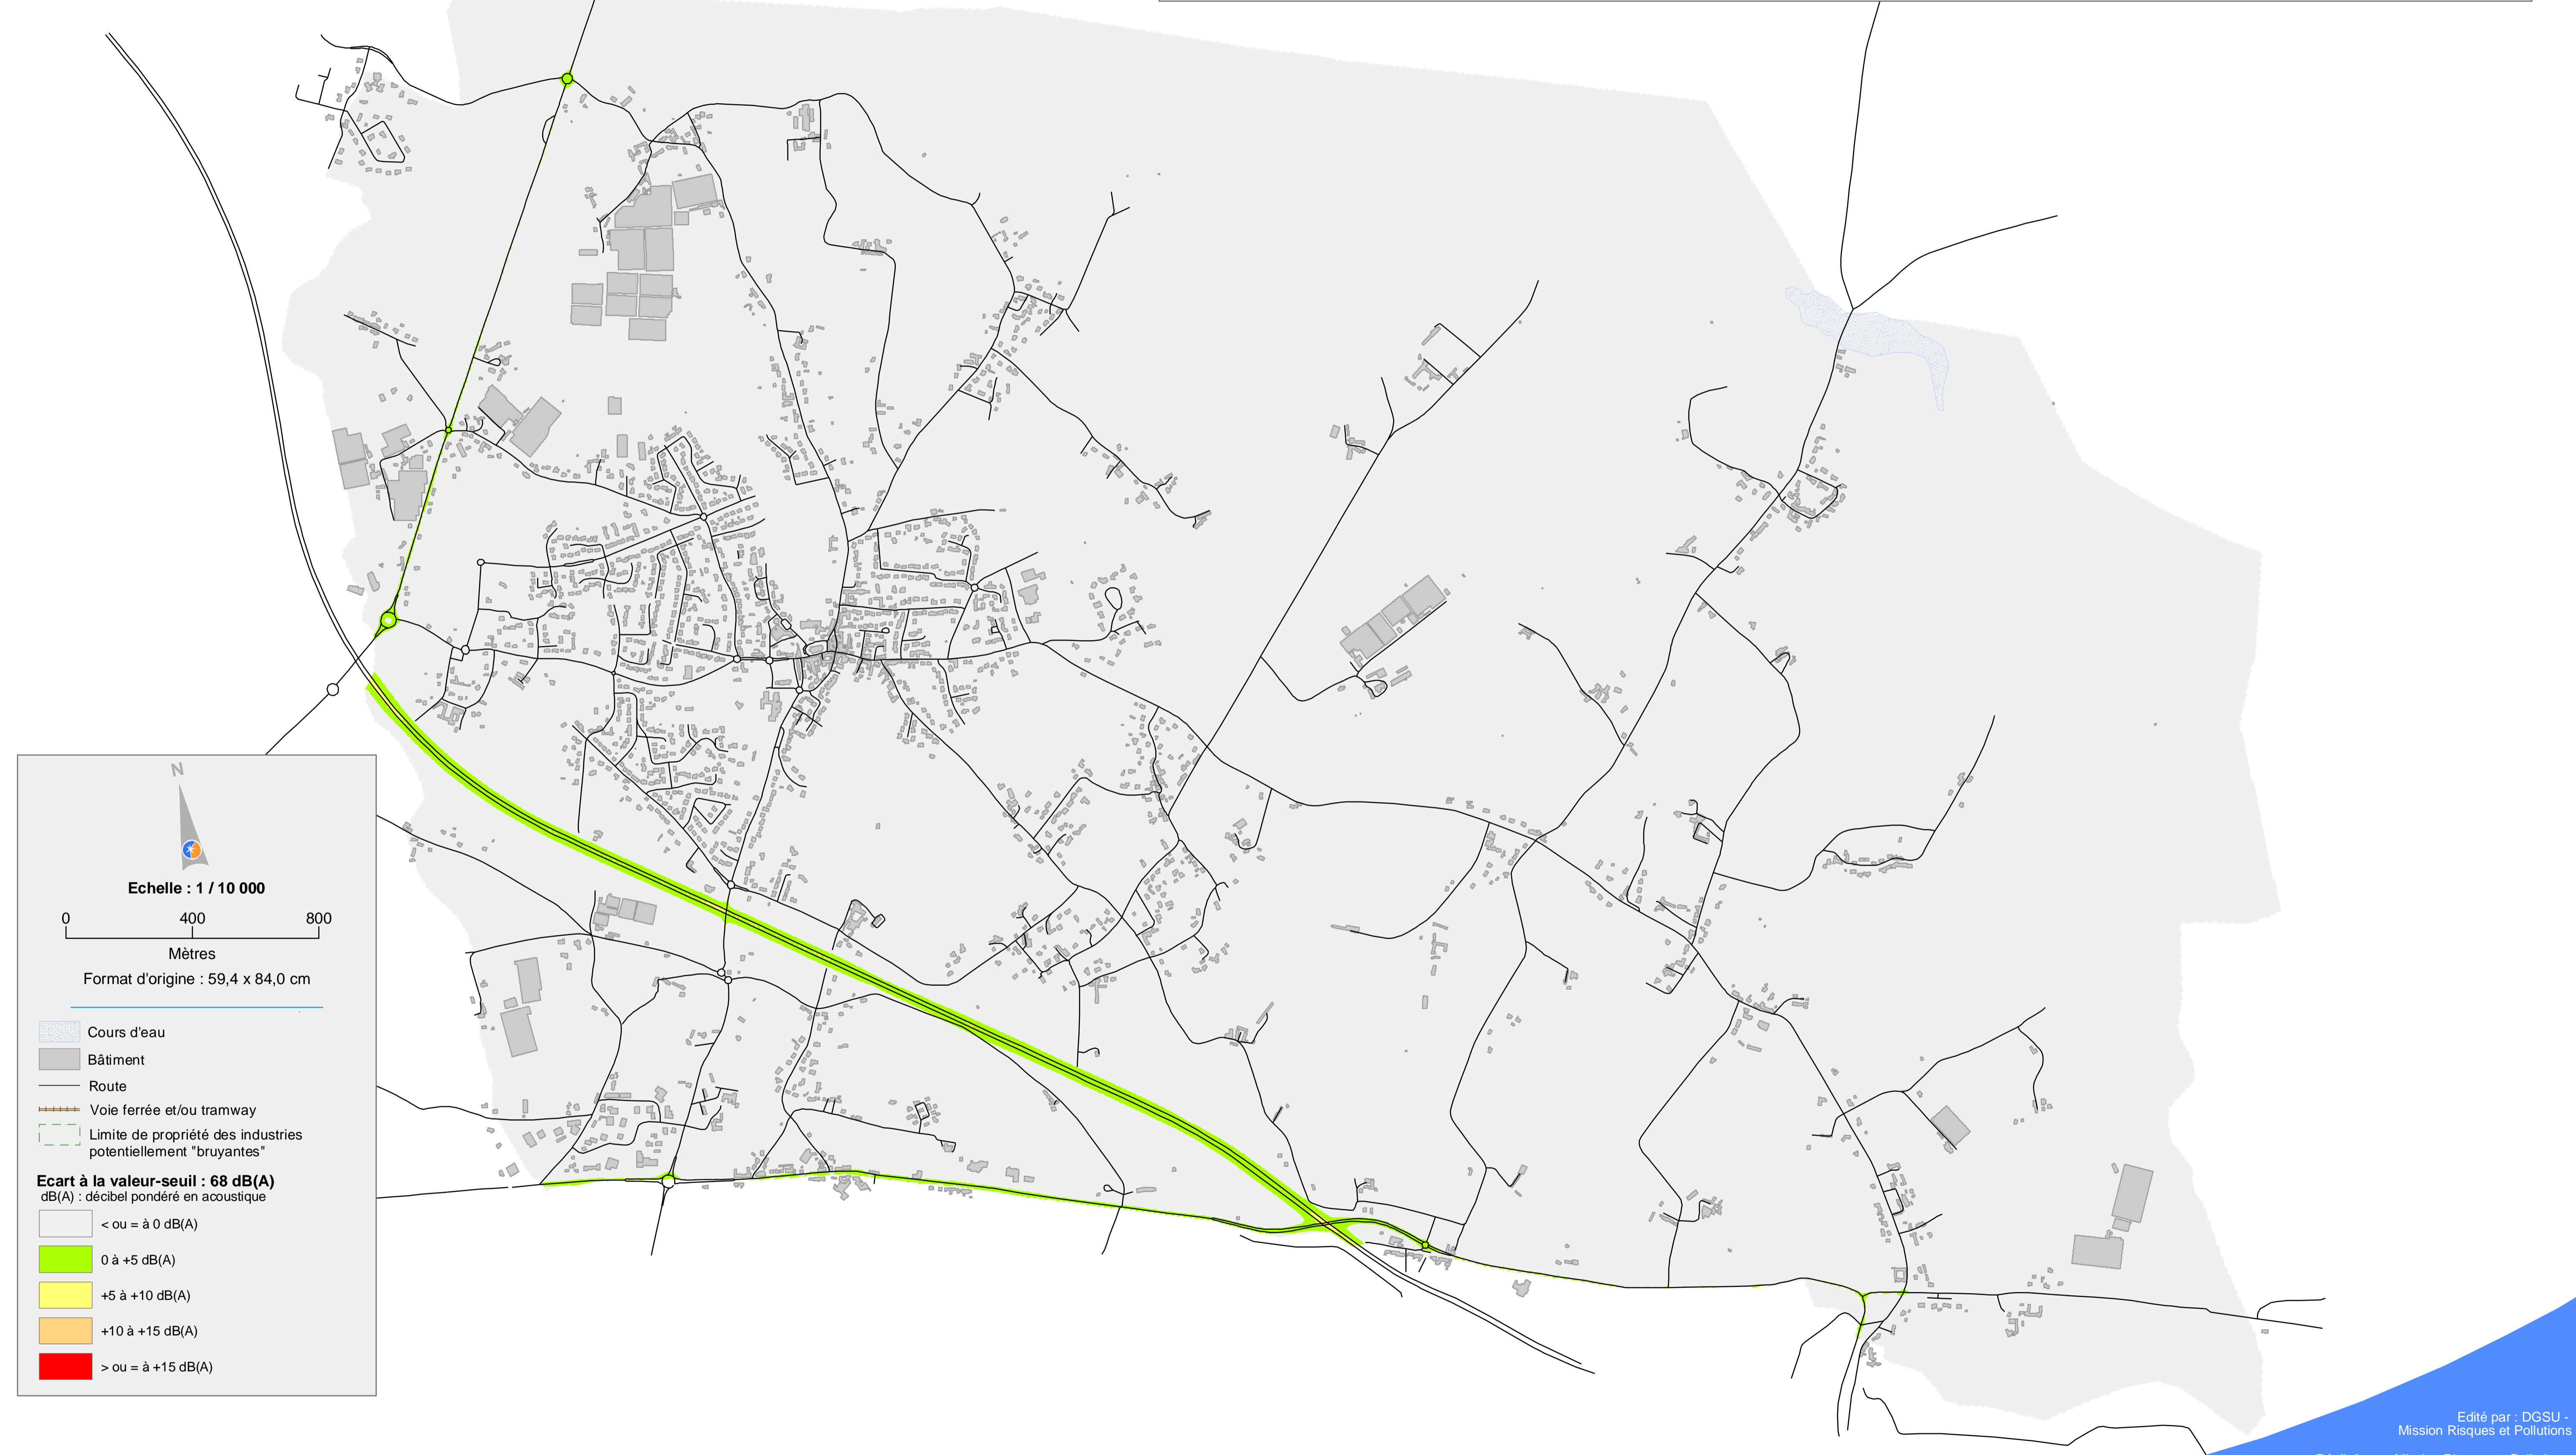 N
Echelle : 1 / 10 000
0 400 800
Mètres
Format d'origine : 59,4 x 84,0 cm
Cours d'eau
Bâtiment
Route
Voie ferrée et/ou tramway
Limite de propriété des industries
potentiellement "bruyantes"
Ecart à la valeur-seuil : 68 dB(A)
dB(A) : décibel pondéré en acoustique
< ou = à 0 dB(A)
0 à +5 dB(A)
+5 à +10 dB(A)
+10 à +15 dB(A)
> ou = à +15 dB(A)
Edité par : DGSU -
Mission Risques et Pollutions